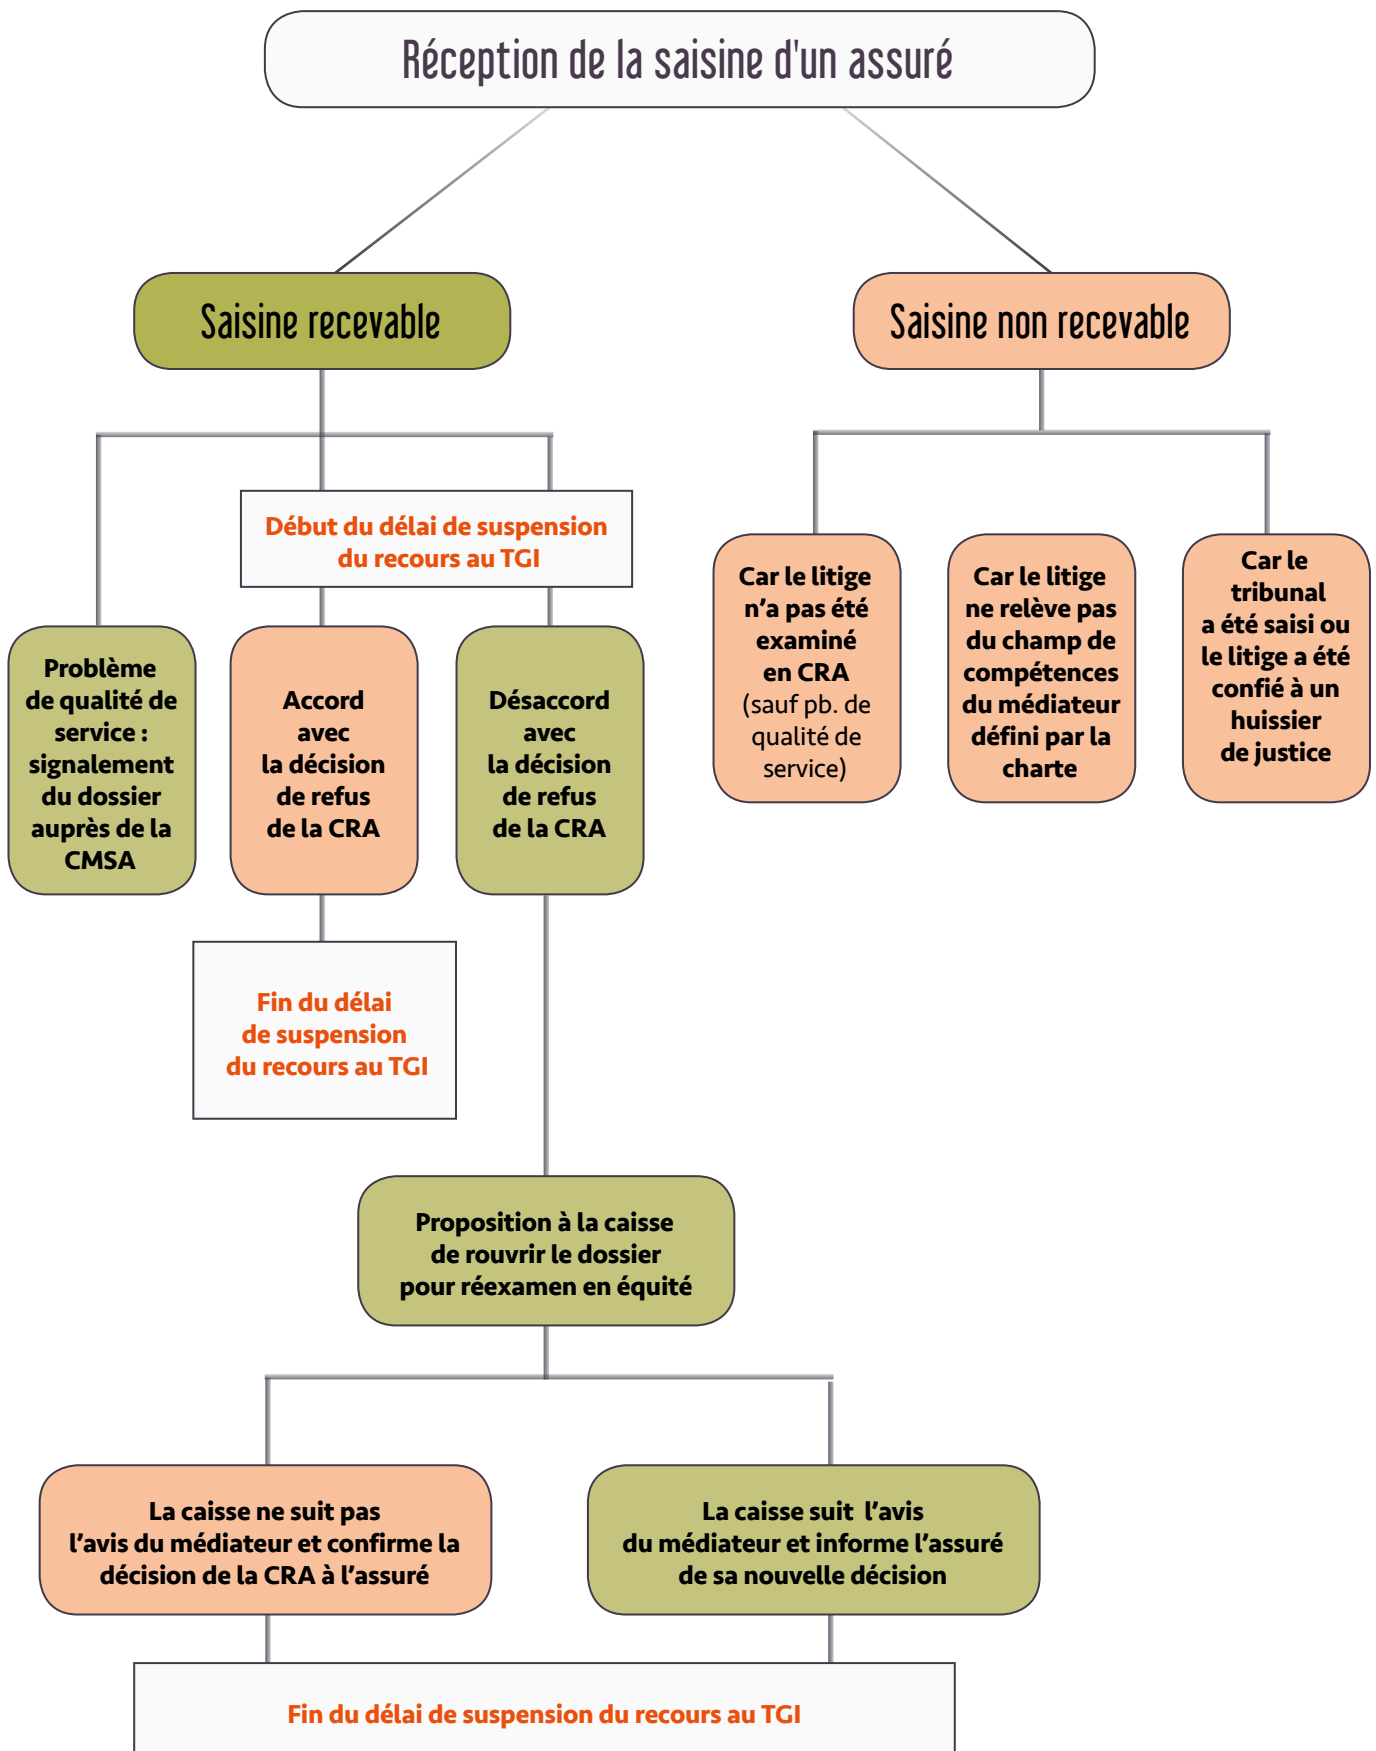 Réception de la saisine d'un assuré
Saisine recevable
Saisine non recevable
Début du délai de suspension
du recours au TGI
Problème
de qualité de
service :
signalement
du dossier
auprès de la
CMSA
Accord
avec
la décision
de refus
de la CRA
Désaccord
avec
la décision
de refus
de la CRA
Car le litige
n’a pas été
examiné
en CRA
(sauf pb. de
qualité de
service)
Car le litige
ne relève pas
du champ de
compétences
du médiateur
défini par la
charte
Car le
tribunal
a été saisi ou
le litige a été
confié à un
huissier
de justice
Fin du délai
de suspension
du recours au TGI
Proposition à la caisse
de rouvrir le dossier
pour réexamen en équité
La caisse ne suit pas
l’avis du médiateur et confirme la
décision de la CRA à l’assuré
La caisse suit l’avis
du médiateur et informe l’assuré
de sa nouvelle décision
Fin du délai de suspension du recours au TGI